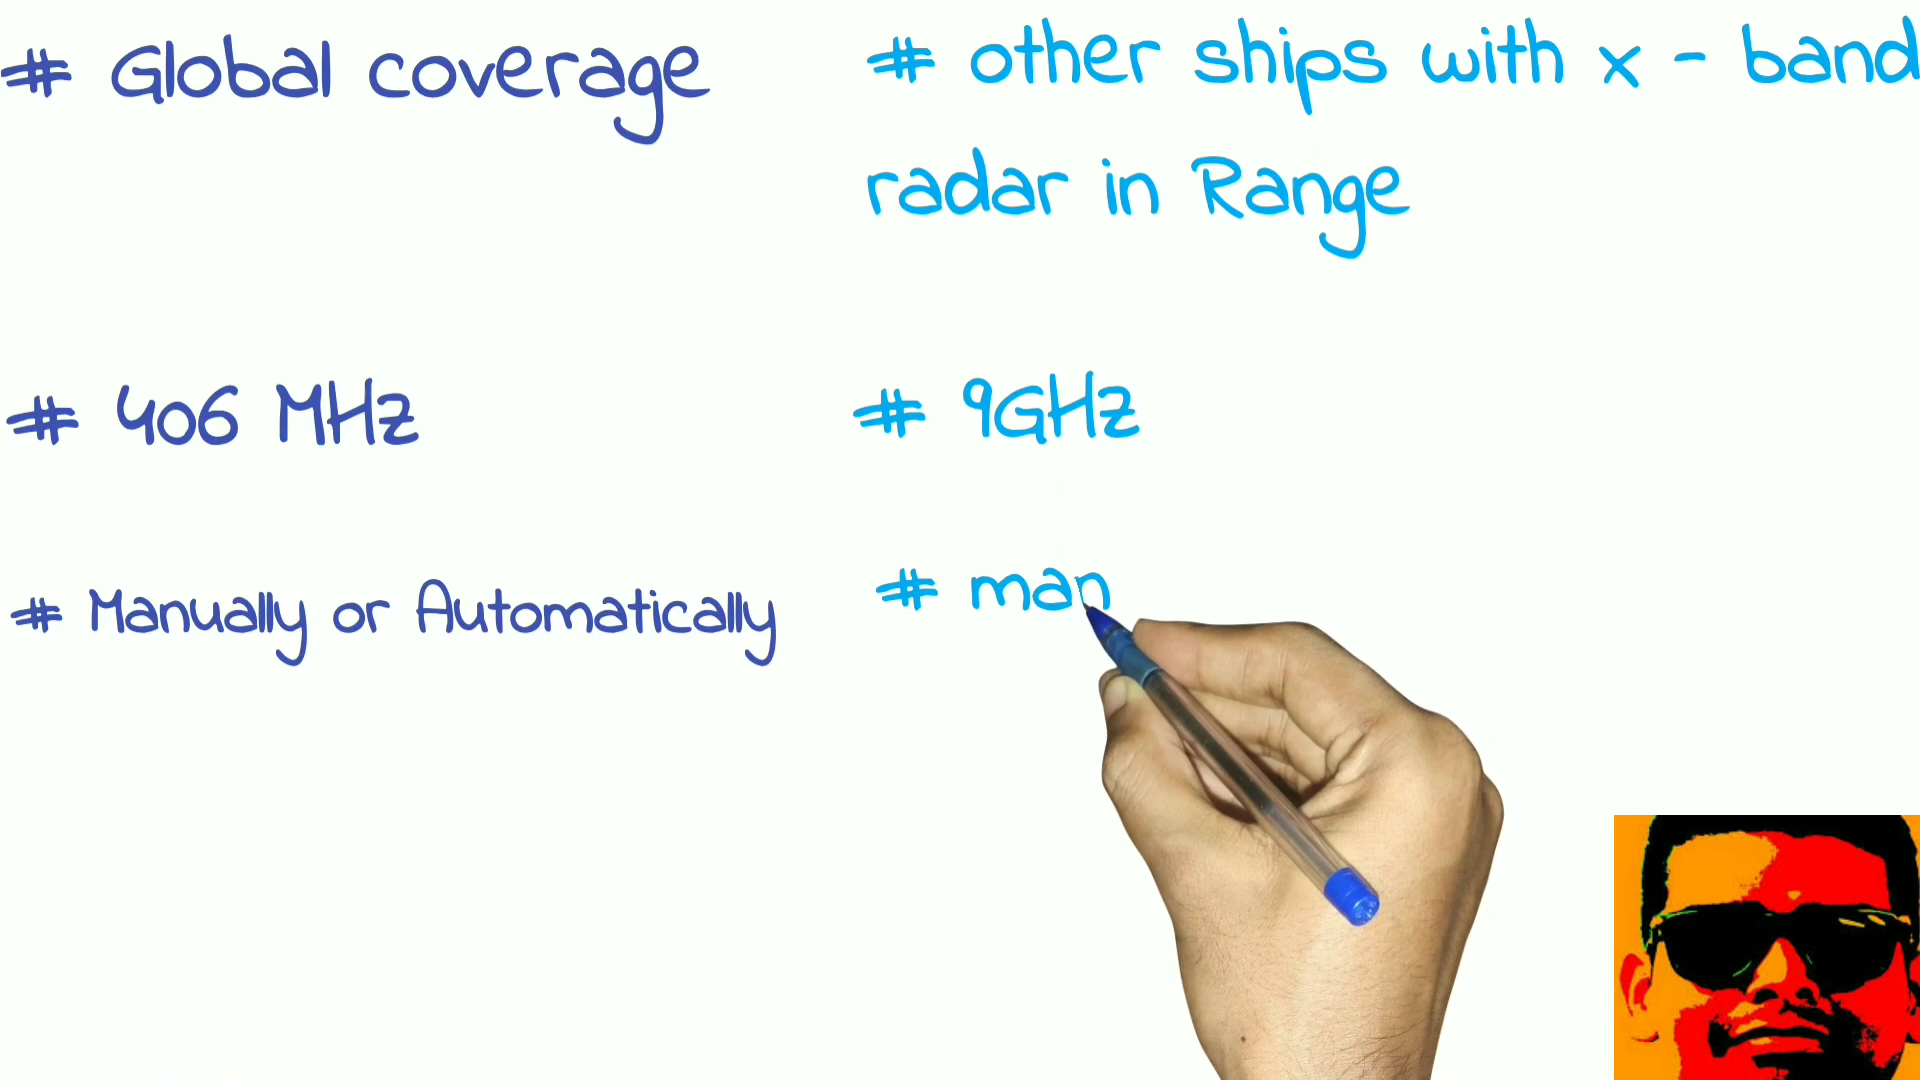 # Global coverage
# other ships with x - band
radar in Range
# 406 MHz
# 9GHz
# Manually or Automatically
# man